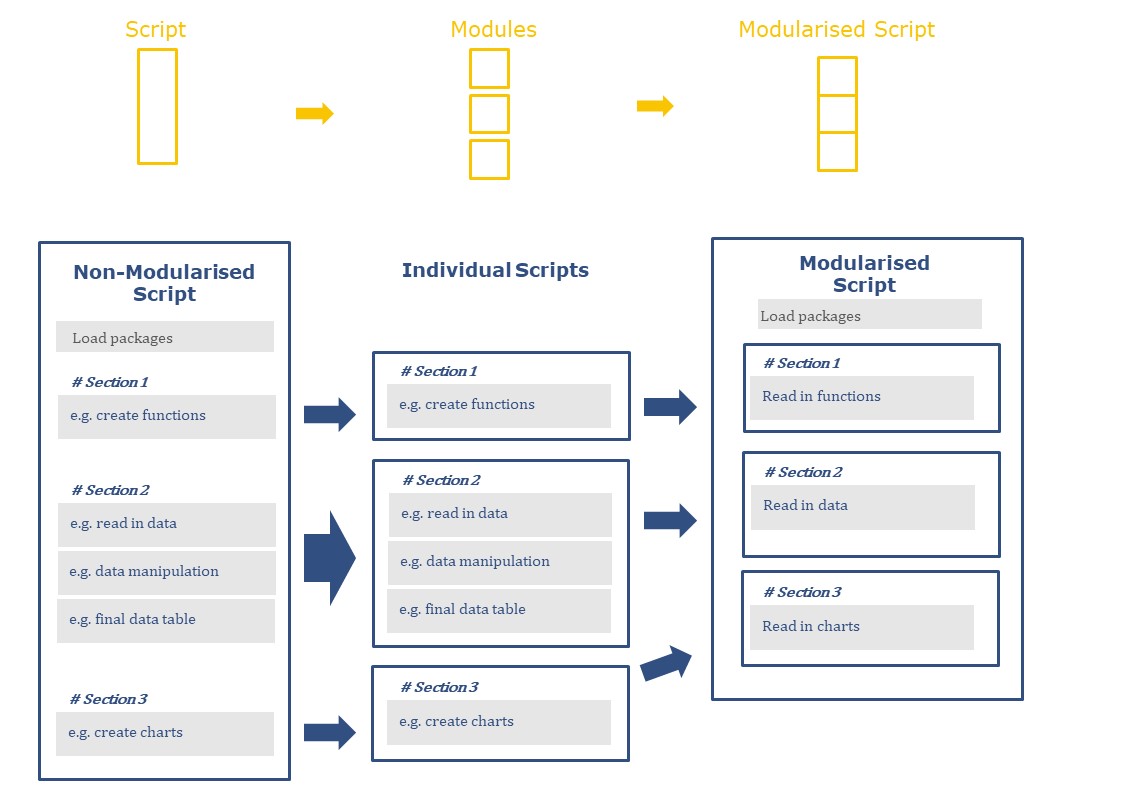 Script
Modules
Modularised Script
Non-Modularised
Script
Load packages
# Section 1
e.g. create functions
# Section 2
e.g. read in data
e.g. data manipulation
e.g. final data table
# Section 3
e.g. create charts
Individual Scripts
# Section 1
e.g. create functions
# Section 2
e.g. read in data
e.g. data manipulation
e.g. final data table
# Section 3
e.g. create charts
Modularised
Script
Load packages
# Section 1
Read in functions
# Section 2
Read in data
# Section 3
Read in charts